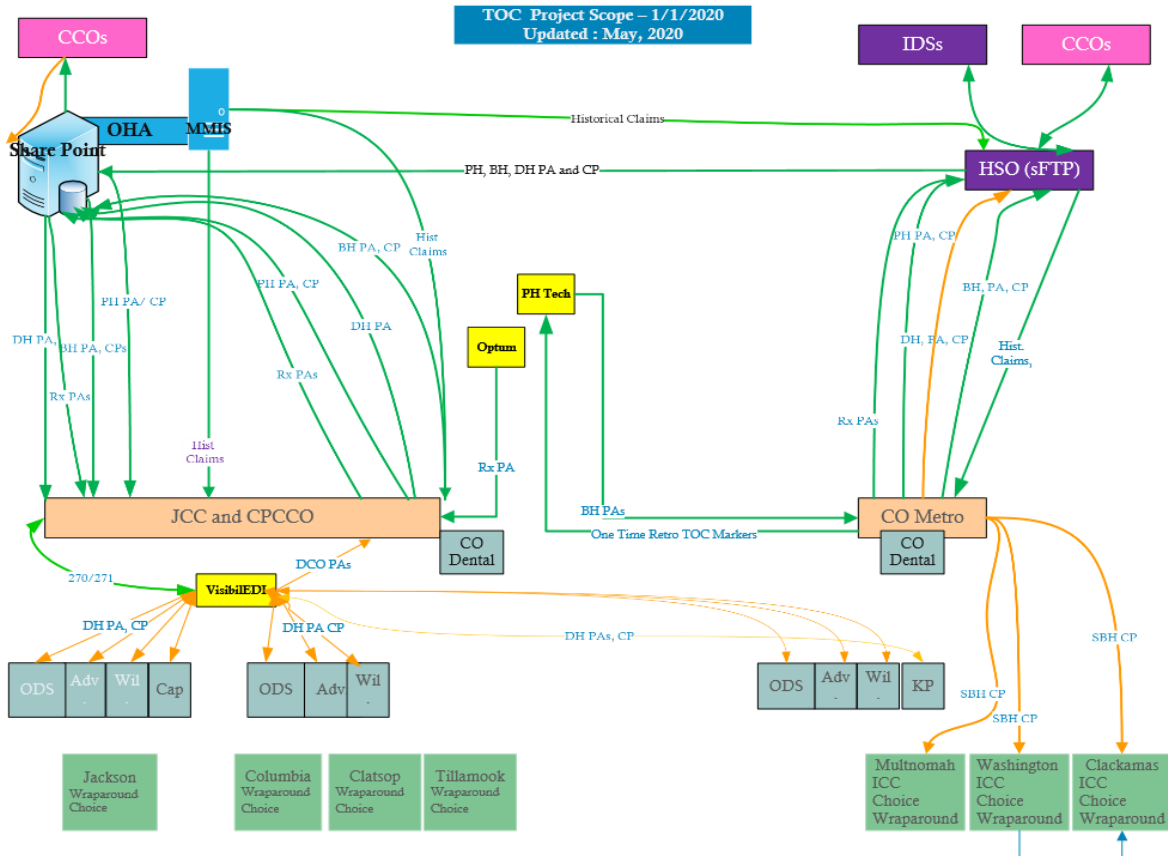 TOC Project Scope – 1/1/2020
Updated : May, 2020
CCOs
IDSs
CCOs
OHA
MMIS
Share Point
Historical Claims
HSO (sFTP)
PH, BH, DH PA and CP
BH PA, CP
Hist
Claims
PH PA, CP
DH PA
Rx PAs
PH PA/ CP
DH PA,
BH PA, CPs
Rx PAs
Hist
Claims
PH Tech
Optum
Rx PA
PH PA, CP
BH, PA, CP
DH, PA, CP
Hist.
Claims,
Rx PAs
JCC and CPCCO
CO
Dental
BH PAs
One Time Retro TOC Markers
CO Metro
CO
Dental
DCO PAs
270/271
VisibilEDI
DH PA, CP
DH PA CP
DH PAs, CP
SBH CP
SBH CP
SBH CP
ODS
Adv
.
Wil
.
Cap
ODS
Adv
Wil
.
ODS
Adv
.
Wil
.
KP
Jackson
Wraparound
Choice
Columbia
Wraparound
Choice
Clatsop
Wraparound
Choice
Tillamook
Wraparound
Choice
Multnomah
ICC
Choice
Wraparound
Washington
ICC
Choice
Wraparound
Clackamas
ICC
Choice
Wraparound